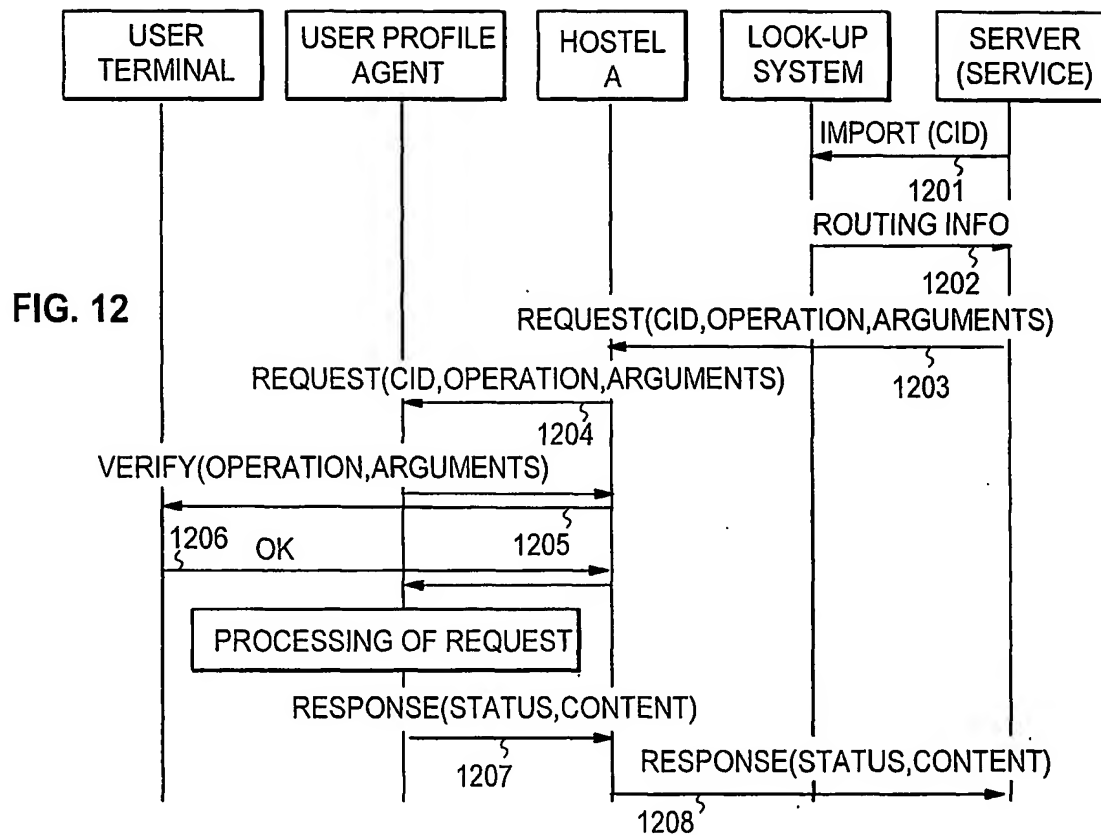 USER
TERMINAL
USER PROFILE
AGENT
HOSTEL
A
LOOK-UP
SYSTEM
SERVER
(SERVICE)
IMPORT (CID)
1201
ROUTING INFO
1202
FIG. 12
REQUEST(CID,OPERATION,ARGUMENTS)
1203
REQUEST(CID,OPERATION,ARGUMENTS)
1204
VERIFY(OPERATION,ARGUMENTS)
1205
1206
OK
PROCESSING OF REQUEST
RESPONSE(STATUS,CONTENT)
1207
RESPONSE(STATUS,CONTENT)
1208